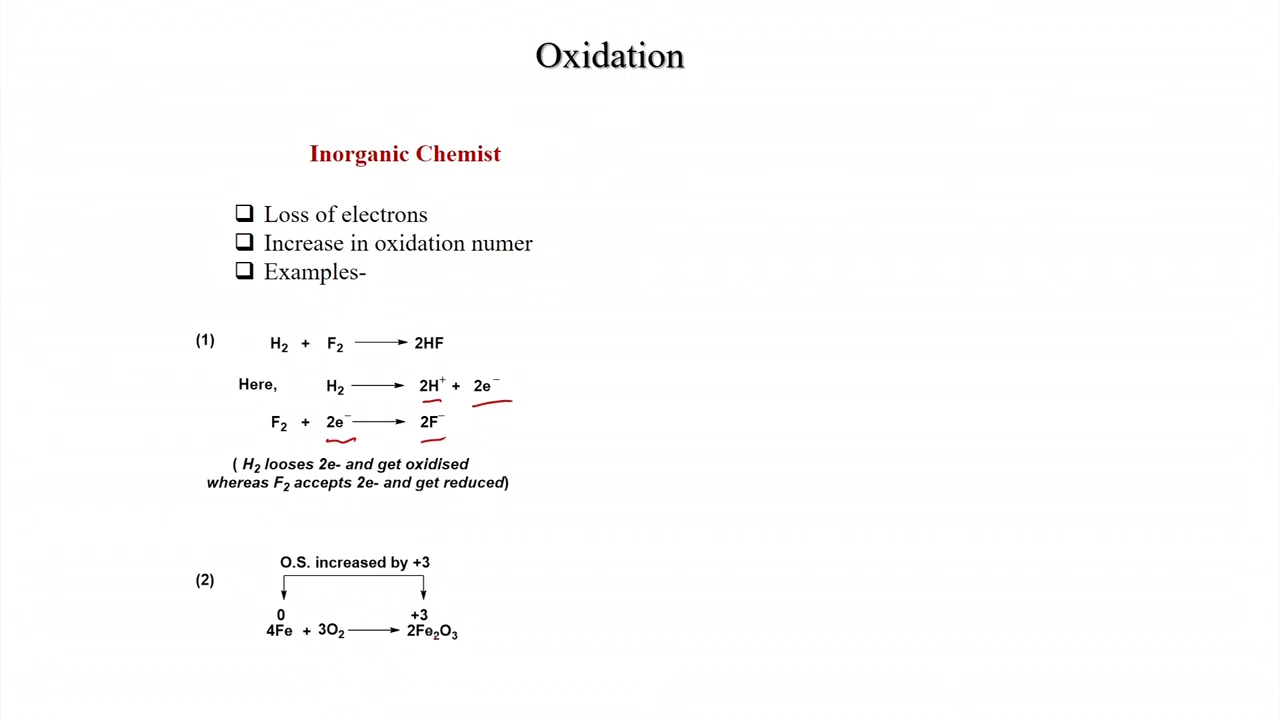 Oxidation
Inorganic Chemist
❑ Loss of electrons
❑ Increase in oxidation numer
❑ Examples-
(1) H₂ + F₂ ⟶ 2HF
Here, H₂ ⟶ 2H⁺ + 2e⁻
F₂ + 2e⁻ ⟶ 2F⁻
( H₂ looses 2e- and get oxidised
whereas F₂ accepts 2e- and get reduced)
O.S. increased by +3
(2)
0 +3
4Fe + 3O₂ ⟶ 2Fe₂O₃